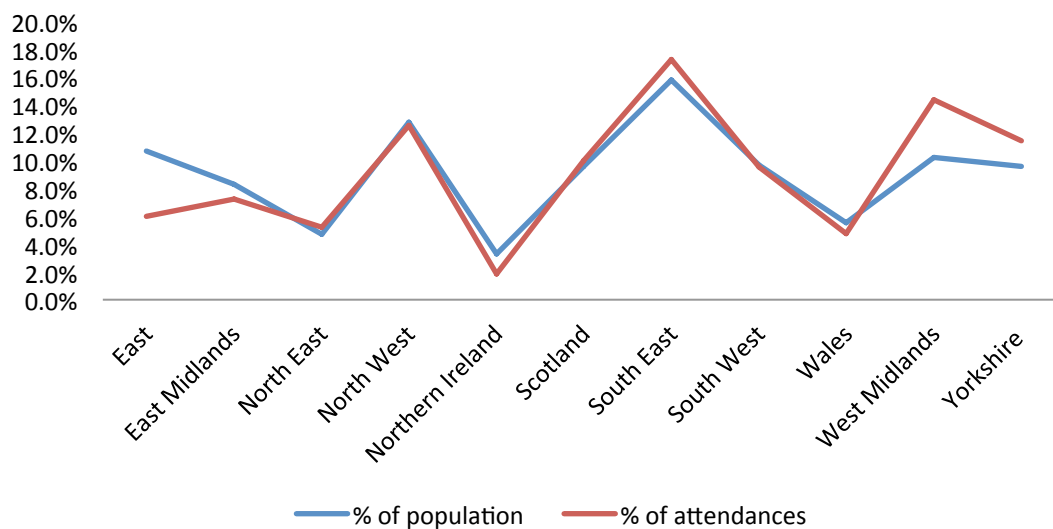 20.0%
18.0%
16.0%
14.0%
12.0%
10.0%
8.0%
6.0%
4.0%
2.0%
0.0%
East
East Midlands
North East
North West
Northern Ireland
Scotland
South East
South West
Wales
West Midlands
Yorkshire
% of population % of attendances